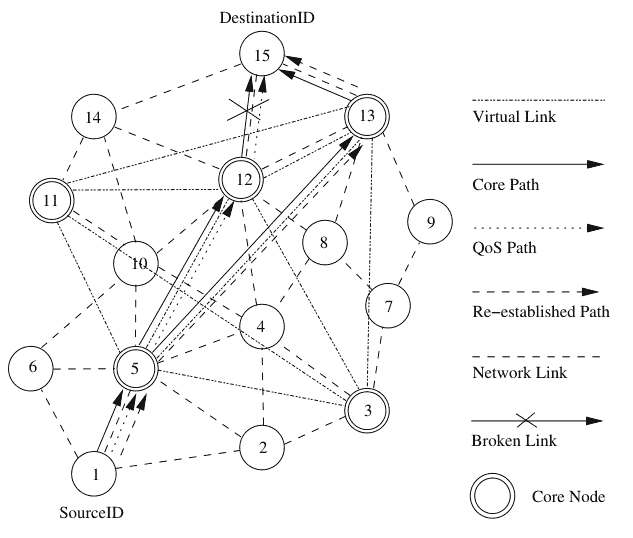 DestinationID
15
14
13
12
11
9
8
10
7
4
6
5
3
2
1
SourceID
Virtual Link
Core Path
QoS Path
Re-established Path
Network Link
Broken Link
Core Node